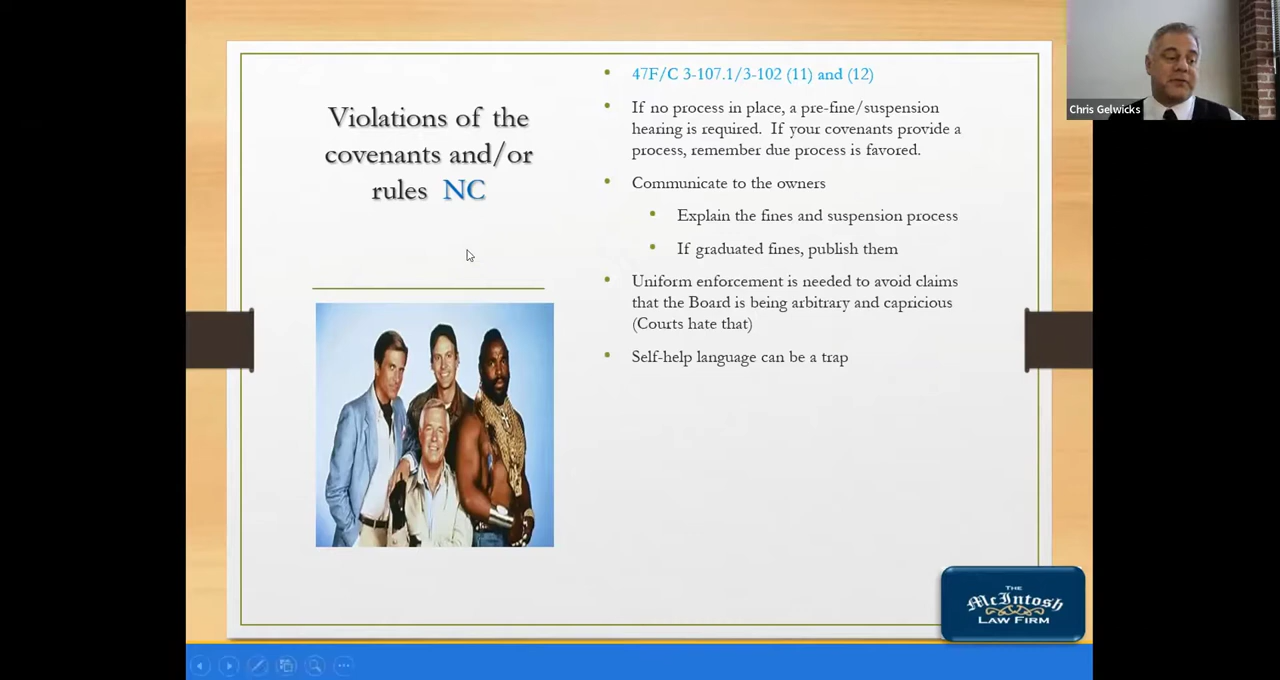 Violations of the
covenants and/or
rules NC
47F/C 3-107.1/3-102 (11) and (12)
If no process in place, a pre-fine/suspension
hearing is required. If your covenants provide a
process, remember due process is favored.
Communicate to the owners
Explain the fines and suspension process
If graduated fines, publish them
Uniform enforcement is needed to avoid claims
that the Board is being arbitrary and capricious
(Courts hate that)
Self-help language can be a trap
Chris Gelwicks
THE
McIntosh
LAW FIRM